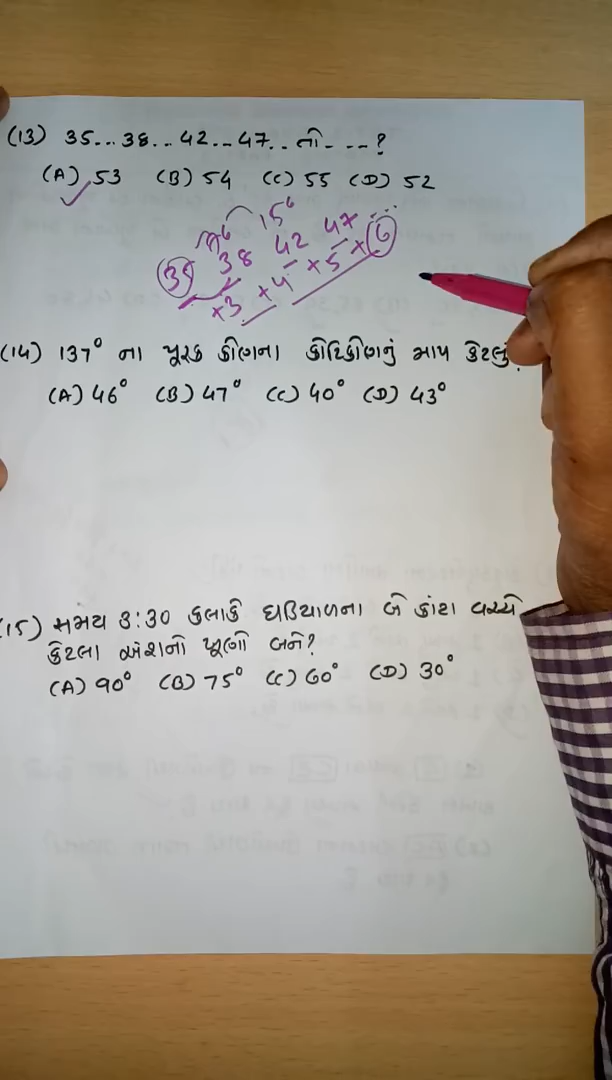 (13) 35...38...42...47.. તો - - -?
(A) 53 (B) 54 (C) 55 (D) 52
35 38 42 47 ...
+3 +4 +5 +6
(14) 137° ના પૂરક કોણના કોટિકોણનું માપ કેટલું?
(A) 46° (B) 47° (C) 40° (D) 43°
(15) સમય 3:30 કલાકે ઘડિયાળના બે કાંટા વચ્ચે
કેટલા અંશનો ખૂણો બને?
(A) 90° (B) 75° (C) 60° (D) 30°